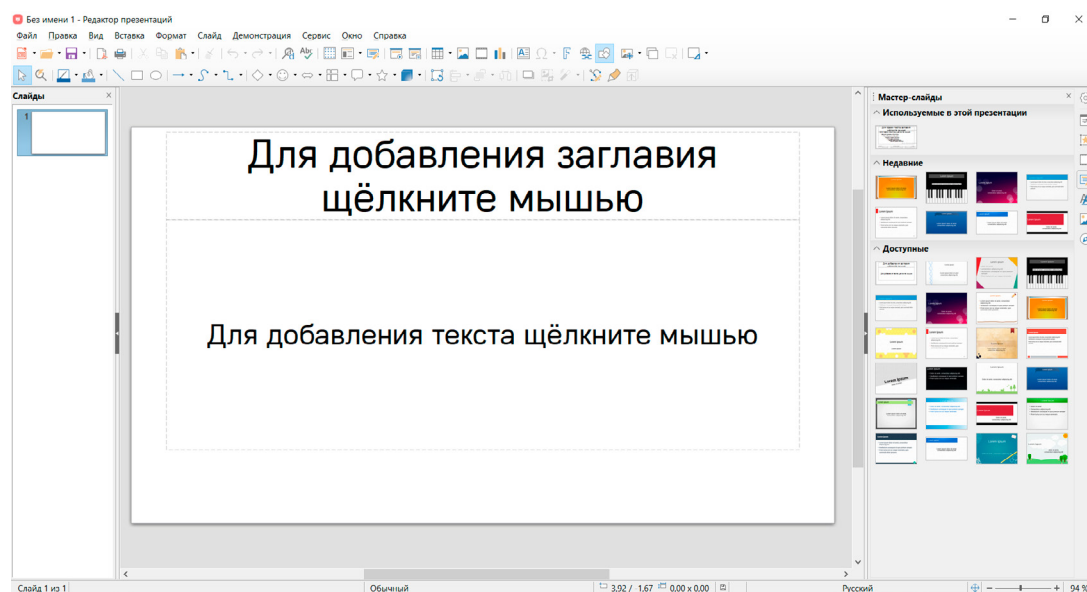 Без имени 1 - Редактор презентаций
Файл Правка Вид Вставка Формат Слайд Демонстрация Сервис Окно Справка
Слайды
1
Для добавления заглавия
щёлкните мышью
Для добавления текста щёлкните мышью
Мастер-слайды
Используемые в этой презентации
Недавние
Доступные
Слайд 1 из 1
Обычный
3,92 / 1,67
0,00 x 0,00
Русский
94 %